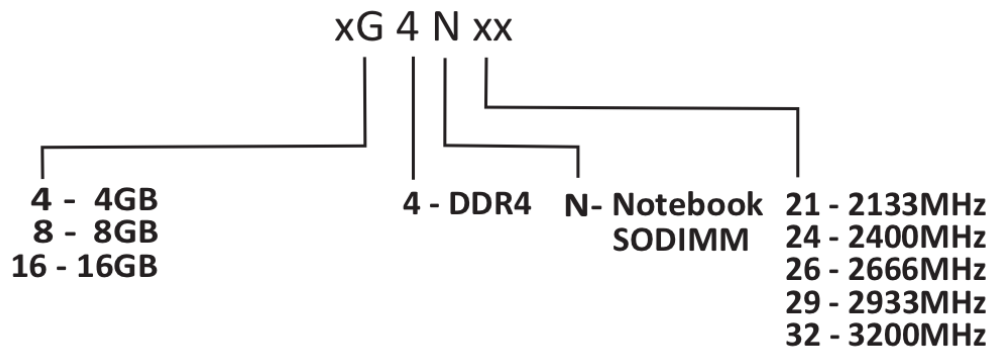 xG 4 N xx
4 - 4GB
8 - 8GB
16 - 16GB
4 - DDR4
N- Notebook
SODIMM
21 - 2133MHz
24 - 2400MHz
26 - 2666MHz
29 - 2933MHz
32 - 3200MHz